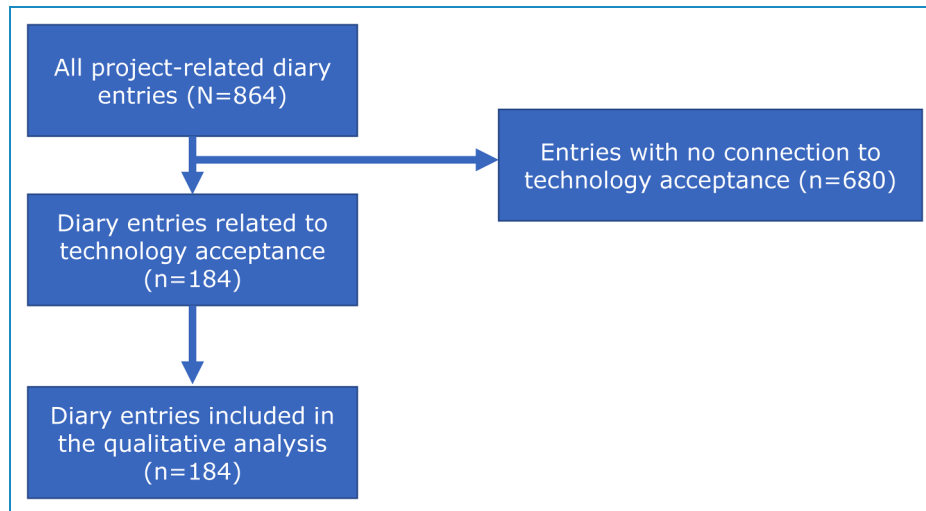 All project-related diary
entries (N=864)
Entries with no connection to
technology acceptance (n=680)
Diary entries related to
technology acceptance
(n=184)
Diary entries included in
the qualitative analysis
(n=184)